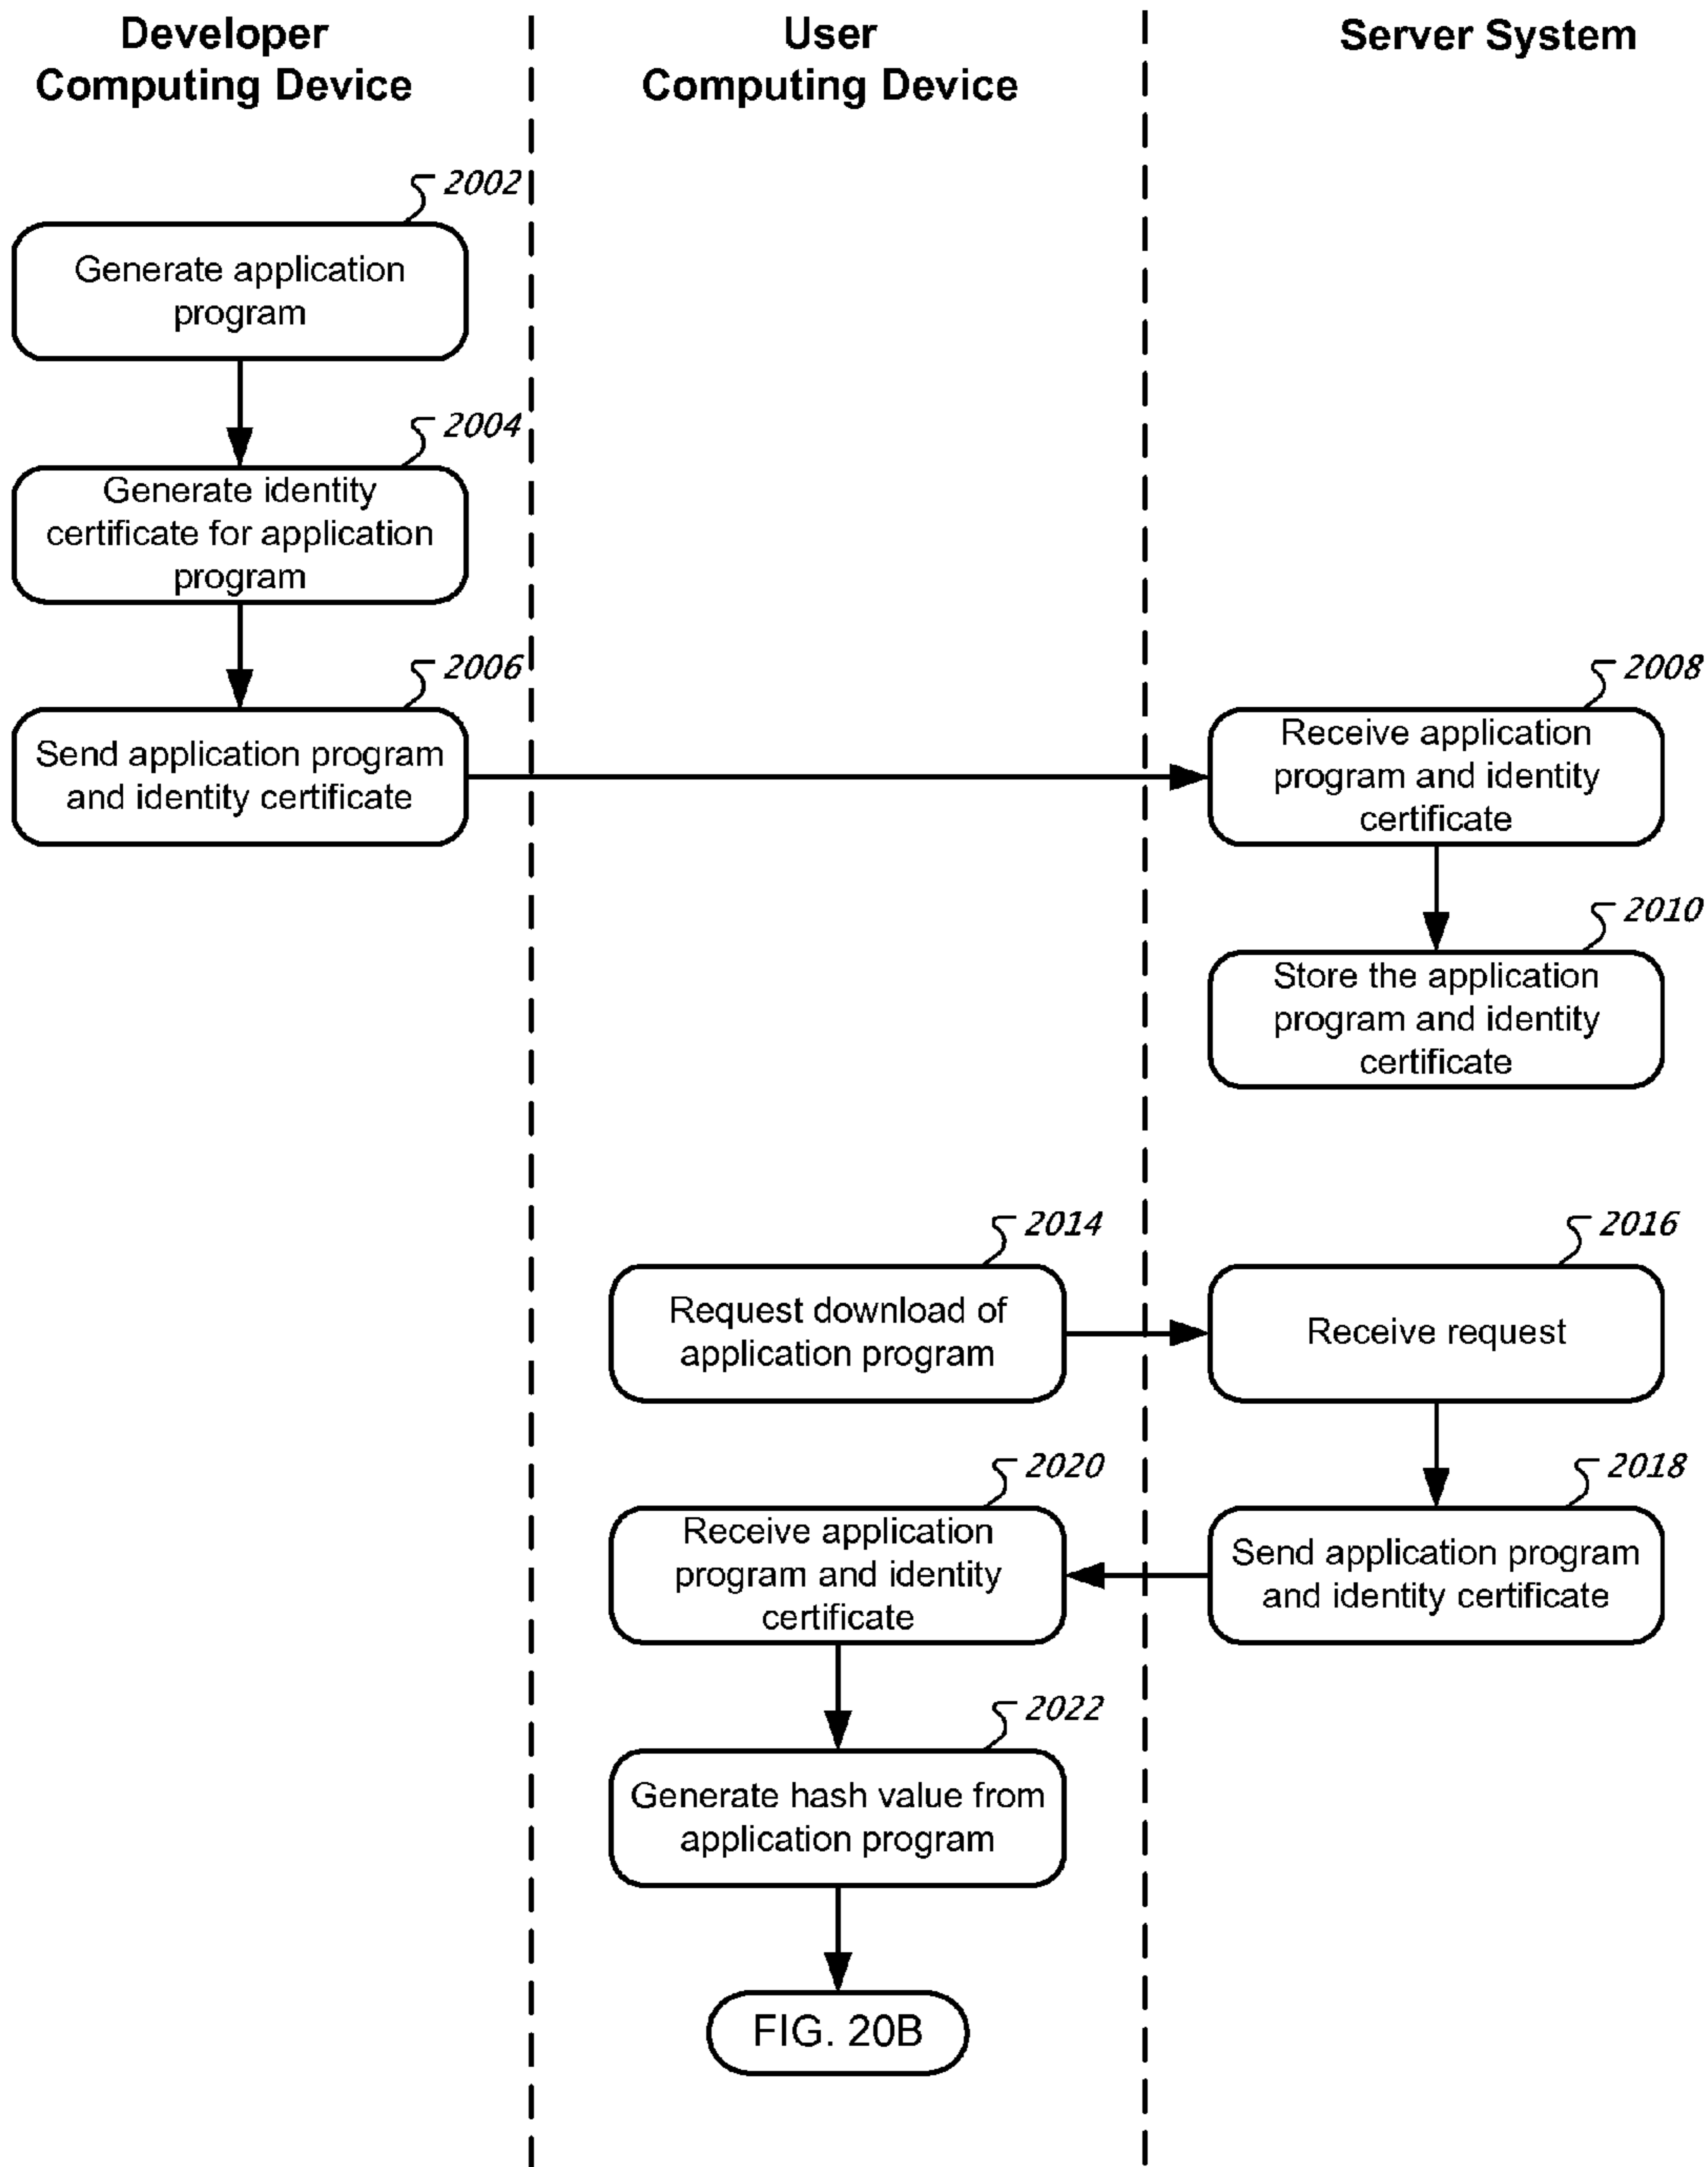 Developer
Computing Device
User
Computing Device
Server System
2002
Generate application
program
2004
Generate identity
certificate for application
program
2006
Send application program
and identity certificate
2008
Receive application
program and identity
certificate
2010
Store the application
program and identity
certificate
2014
Request download of
application program
2016
Receive request
2018
Send application program
and identity certificate
2020
Receive application
program and identity
certificate
2022
Generate hash value from
application program
FIG. 20B